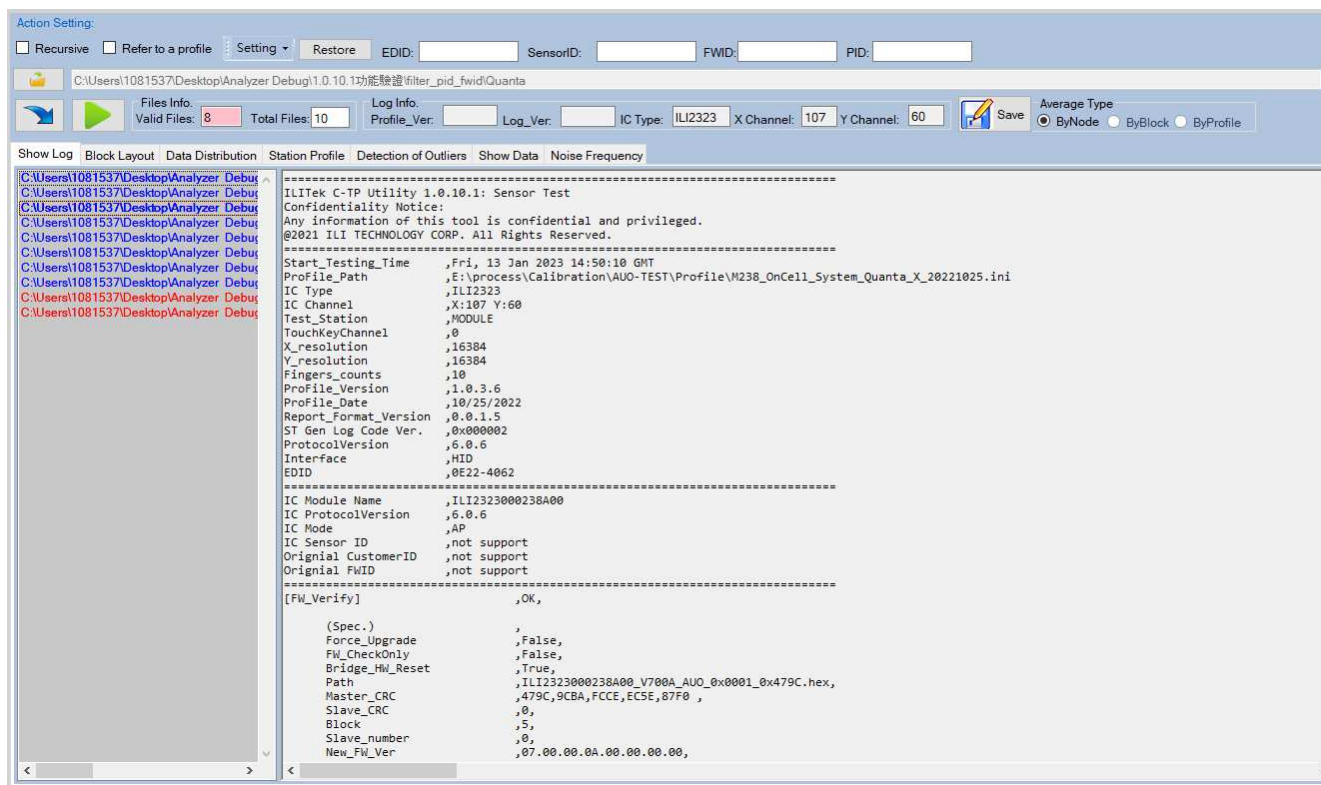 Action Setting:
Recursive Refer to a profile Setting Restore EDID: SensorID: FWID: PID:
C:\Users\1081537\Desktop\Analyzer Debug\1.0.10.1功能驗證\filter_pid_fwid\Quanta
Files Info. Log Info. Average Type
Valid Files: 8 Total Files: 10 Profile_Ver: Log_Ver: IC Type: ILI2323 X Channel: 107 Y Channel: 60 Save ByNode ByBlock ByProfile
Show Log Block Layout Data Distribution Station Profile Detection of Outliers Show Data Noise Frequency
C:\Users\1081537\Desktop\Analyzer Debug
C:\Users\1081537\Desktop\Analyzer Debug
C:\Users\1081537\Desktop\Analyzer Debug
C:\Users\1081537\Desktop\Analyzer Debug
C:\Users\1081537\Desktop\Analyzer Debug
C:\Users\1081537\Desktop\Analyzer Debug
C:\Users\1081537\Desktop\Analyzer Debug
C:\Users\1081537\Desktop\Analyzer Debug
C:\Users\1081537\Desktop\Analyzer Debug
C:\Users\1081537\Desktop\Analyzer Debug
===============================================================================
ILITek C-TP Utility 1.0.10.1: Sensor Test
Confidentiality Notice:
Any information of this tool is confidential and privileged.
@2021 ILI TECHNOLOGY CORP. All Rights Reserved.
===============================================================================
Start_Testing_Time ,Fri, 13 Jan 2023 14:50:10 GMT
ProFile_Path ,E:\process\Calibration\AUO-TEST\Profile\M238_OnCell_System_Quanta_X_20221025.ini
IC Type ,ILI2323
IC Channel ,X:107 Y:60
Test_Station ,MODULE
TouchKeyChannel ,0
X_resolution ,16384
Y_resolution ,16384
Fingers_counts ,10
ProFile_Version ,1.0.3.6
ProFile_Date ,10/25/2022
Report_Format_Version ,0.0.1.5
ST Gen Log Code Ver. ,0x000002
ProtocolVersion ,6.0.6
Interface ,HID
EDID ,0E22-4062
===============================================================================
IC Module Name ,ILI2323000238A00
IC ProtocolVersion ,6.0.6
IC Mode ,AP
IC Sensor ID ,not support
Orignial CustomerID ,not support
Orignial FWID ,not support
===============================================================================
[FW_Verify] ,OK,
(Spec.) ,
Force_Upgrade ,False,
FW_CheckOnly ,False,
Bridge_HW_Reset ,True,
Path ,ILI2323000238A00_V700A_AUO_0x0001_0x479C.hex,
Master_CRC ,479C,9CBA,FCCE,EC5E,87F0 ,
Slave_CRC ,0,
Block ,5,
Slave_number ,0,
New_FW_Ver ,07.00.00.0A.00.00.00.00,